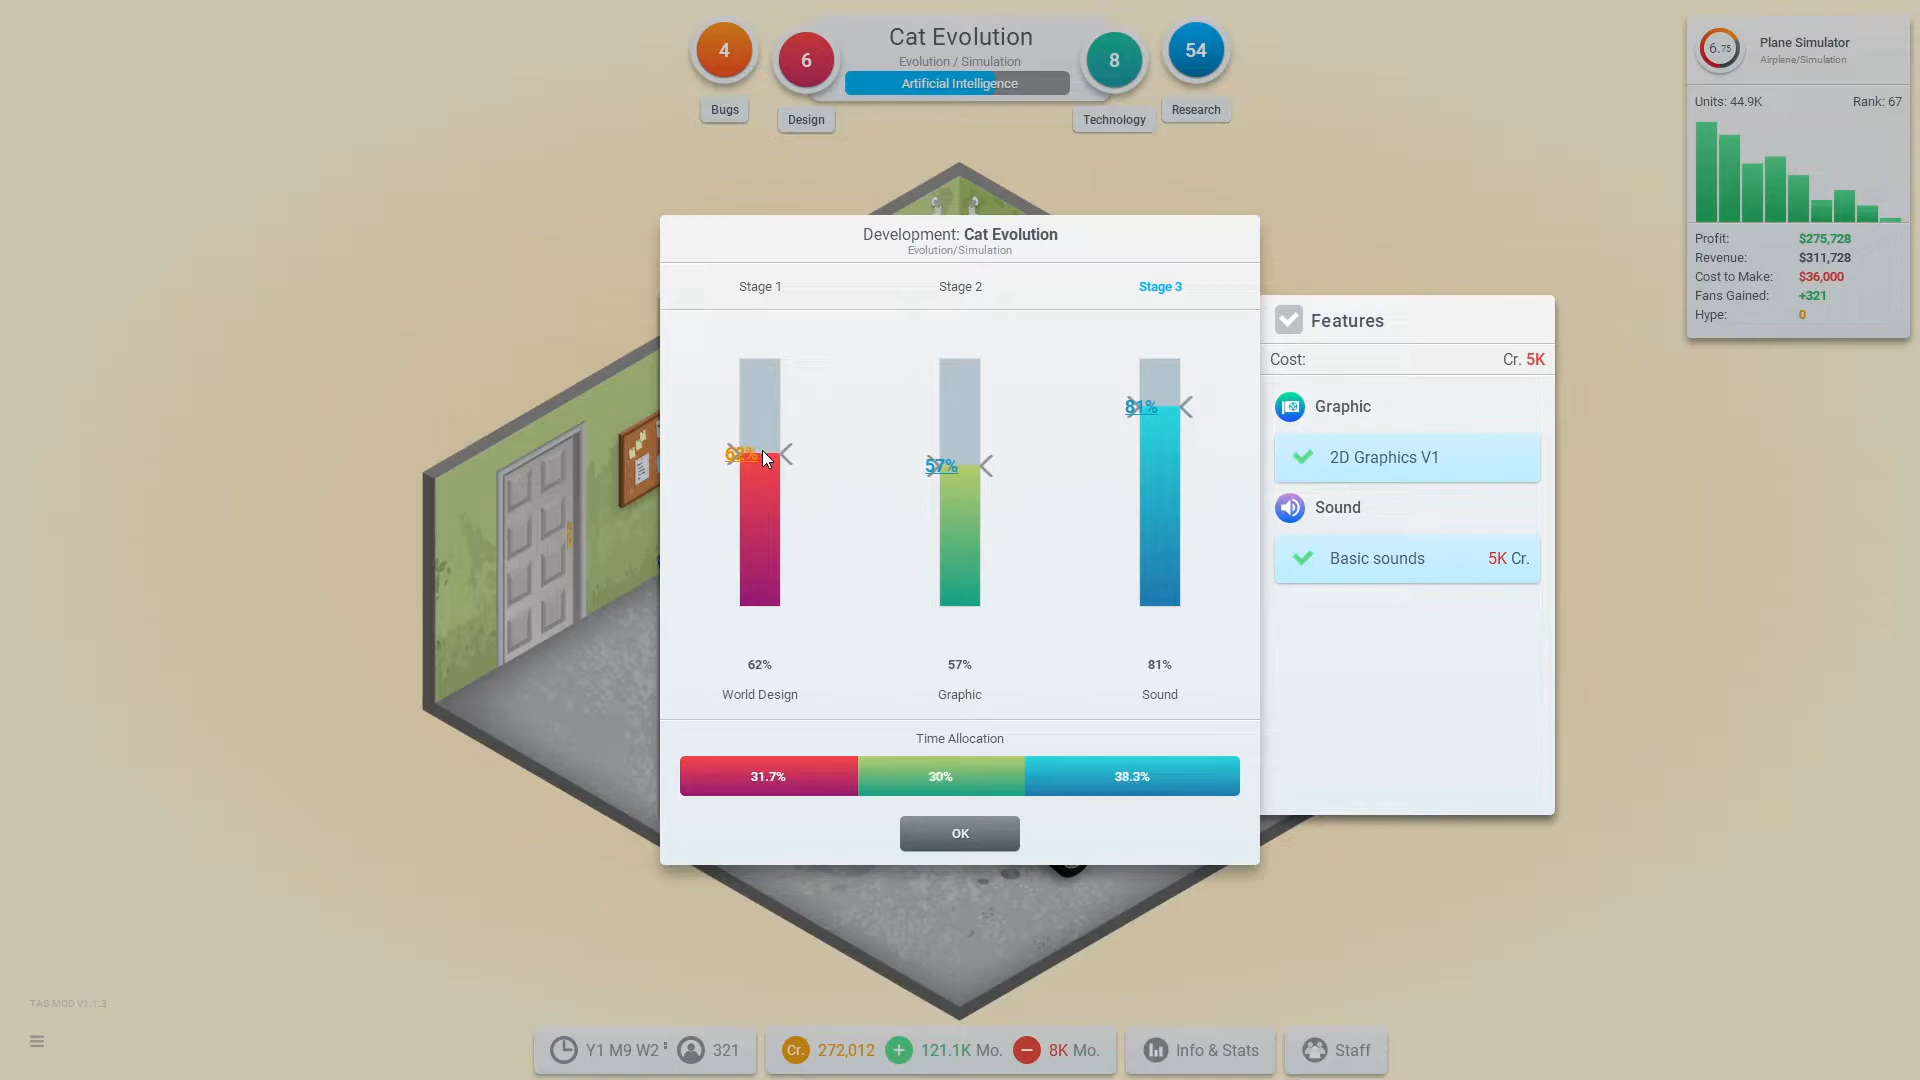 4
6
Cat Evolution
Evolution / Simulation
Artificial Intelligence
8
54
Bugs
Design
Technology
Research
6.75
Plane Simulator
Airplane/Simulation
Units: 44.9K
Rank: 67
Profit: $275,728
Revenue: $311,728
Cost to Make: $36,000
Fans Gained: +321
Hype: 0
Development: Cat Evolution
Evolution/Simulation
Stage 1
Stage 2
Stage 3
62%
57%
81%
62%
57%
81%
World Design
Graphic
Sound
Time Allocation
31.7%
30%
38.3%
OK
Features
Cost: Cr. 5K
Graphic
2D Graphics V1
Sound
Basic sounds 5K Cr.
TAG MOD V1.1.3
Y1 M9 W2
321
Cr. 272,012
121.1K Mo.
8K Mo.
Info & Stats
Staff